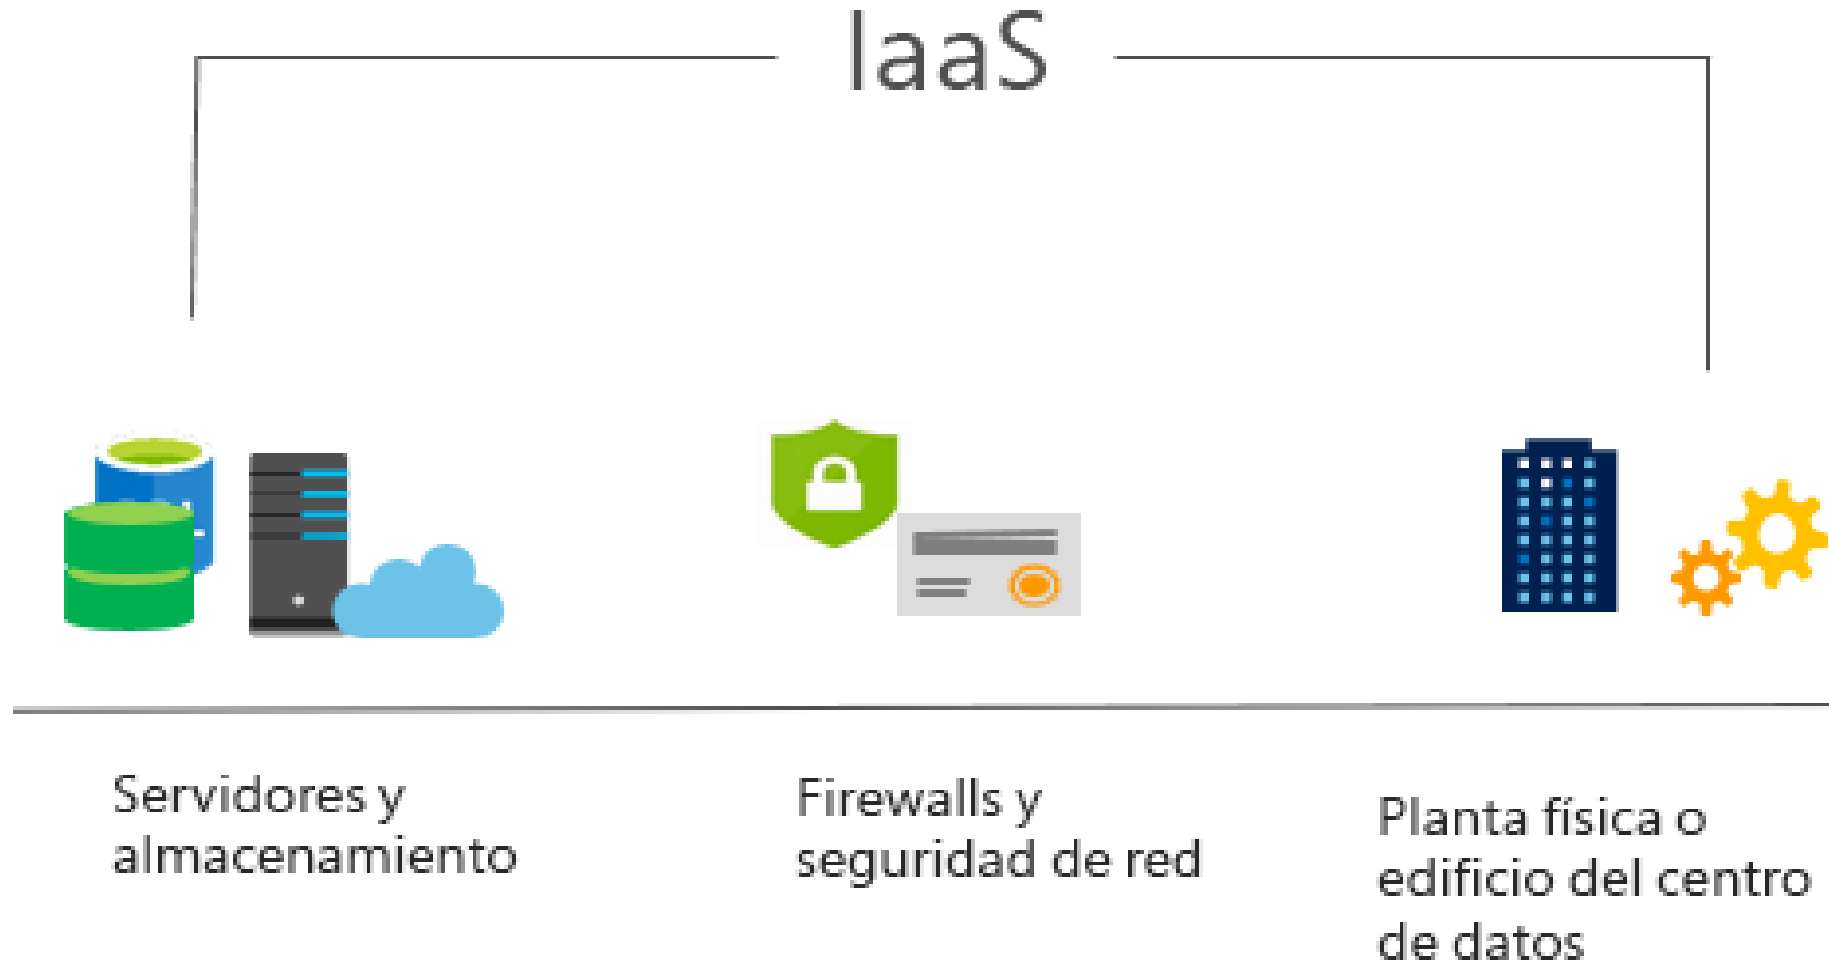 IaaS
Servidores y
almacenamiento
Firewalls y
seguridad de red
Planta física o
edificio del centro
de datos